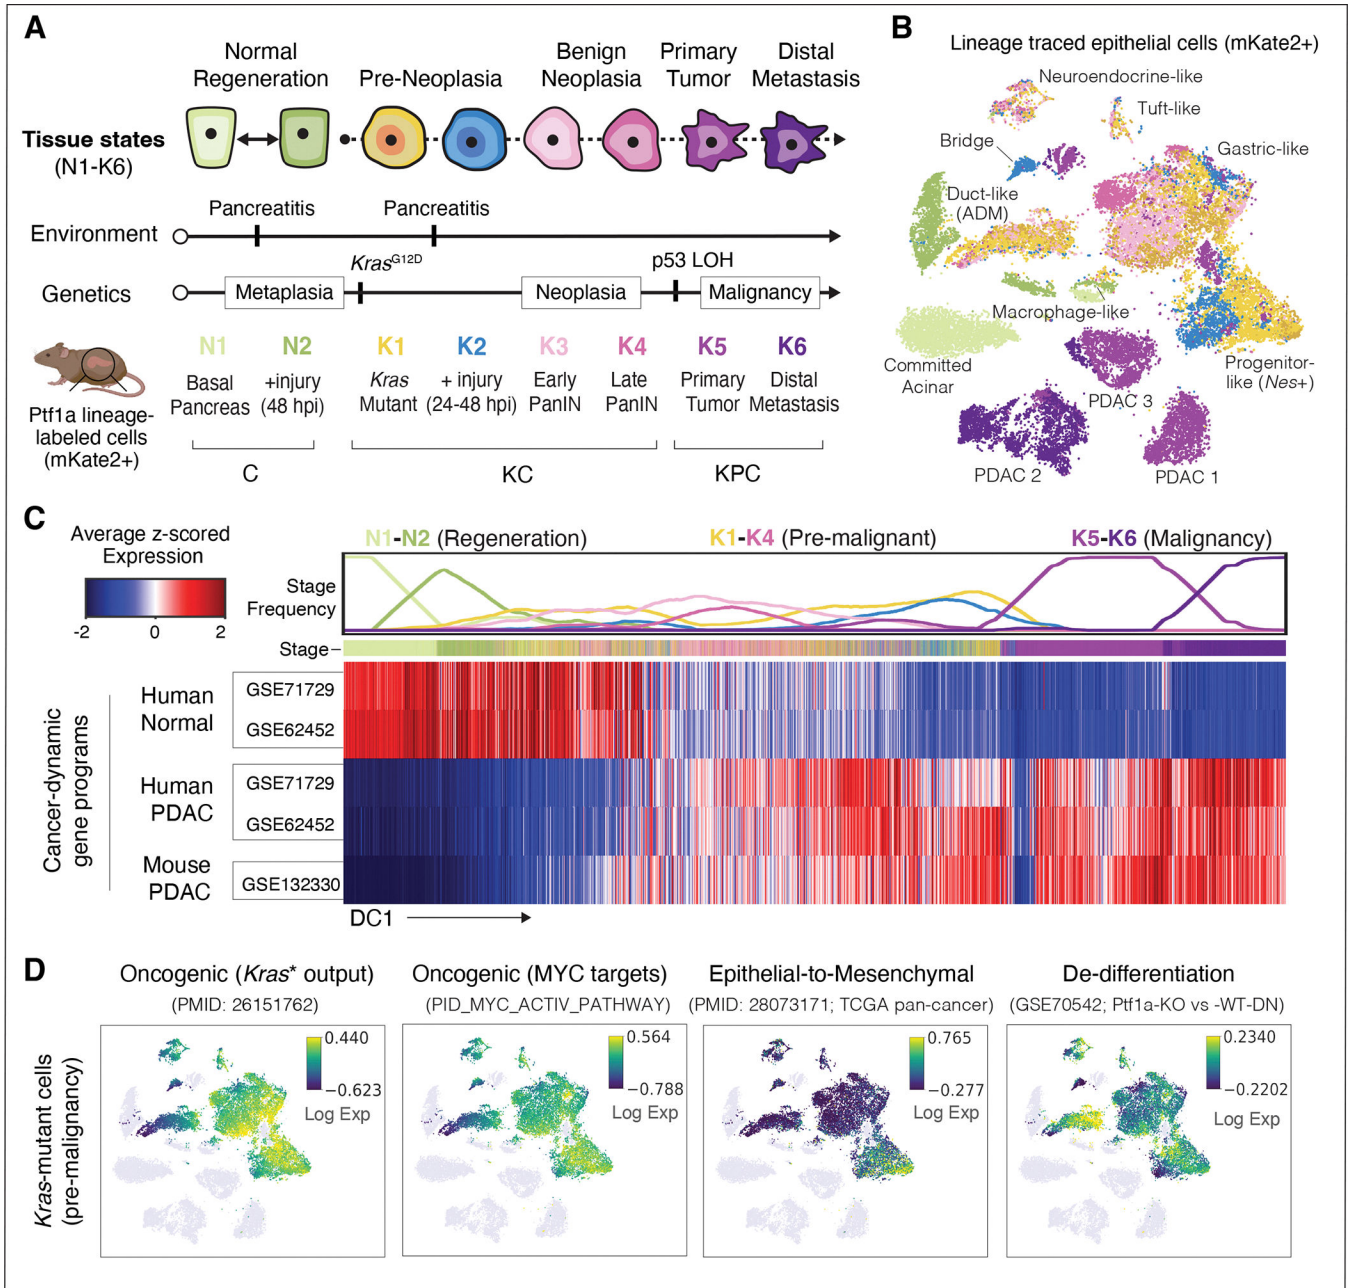 A
Normal
Regeneration
Pre-Neoplasia
Benign
Neoplasia
Primary
Tumor
Distal
Metastasis
Tissue states
(N1-K6)
Pancreatitis
Pancreatitis
Environment
Kras^G12D
p53 LOH
Genetics
Metaplasia
Neoplasia
Malignancy
N1
N2
K1
K2
K3
K4
K5
K6
Basal
Pancreas
+injury
(48 hpi)
Kras
Mutant
+ injury
(24-48 hpi)
Early
PanIN
Late
PanIN
Primary
Tumor
Distal
Metastasis
Ptf1a lineage-
labeled cells
(mKate2+)
C
KC
KPC
B
Lineage traced epithelial cells (mKate2+)
Neuroendocrine-like
Tuft-like
Bridge
Gastric-like
Duct-like
(ADM)
Macrophage-like
Committed
Acinar
Progenitor-
like (Nes+)
PDAC 3
PDAC 2
PDAC 1
C
Average z-scored
Expression
-2
0
2
N1-N2 (Regeneration)
K1-K4 (Pre-malignant)
K5-K6 (Malignancy)
Stage
Frequency
Stage
Cancer-dynamic
gene programs
Human
Normal
GSE71729
GSE62452
Human
PDAC
GSE71729
GSE62452
Mouse
PDAC
GSE132330
DC1
D
Kras-mutant cells
(pre-malignancy)
Oncogenic (Kras* output)
(PMID: 26151762)
0.440
−0.623
Log Exp
Oncogenic (MYC targets)
(PID_MYC_ACTIV_PATHWAY)
0.564
−0.788
Log Exp
Epithelial-to-Mesenchymal
(PMID: 28073171; TCGA pan-cancer)
0.765
−0.277
Log Exp
De-differentiation
(GSE70542; Ptf1a-KO vs -WT-DN)
0.2340
−0.2202
Log Exp